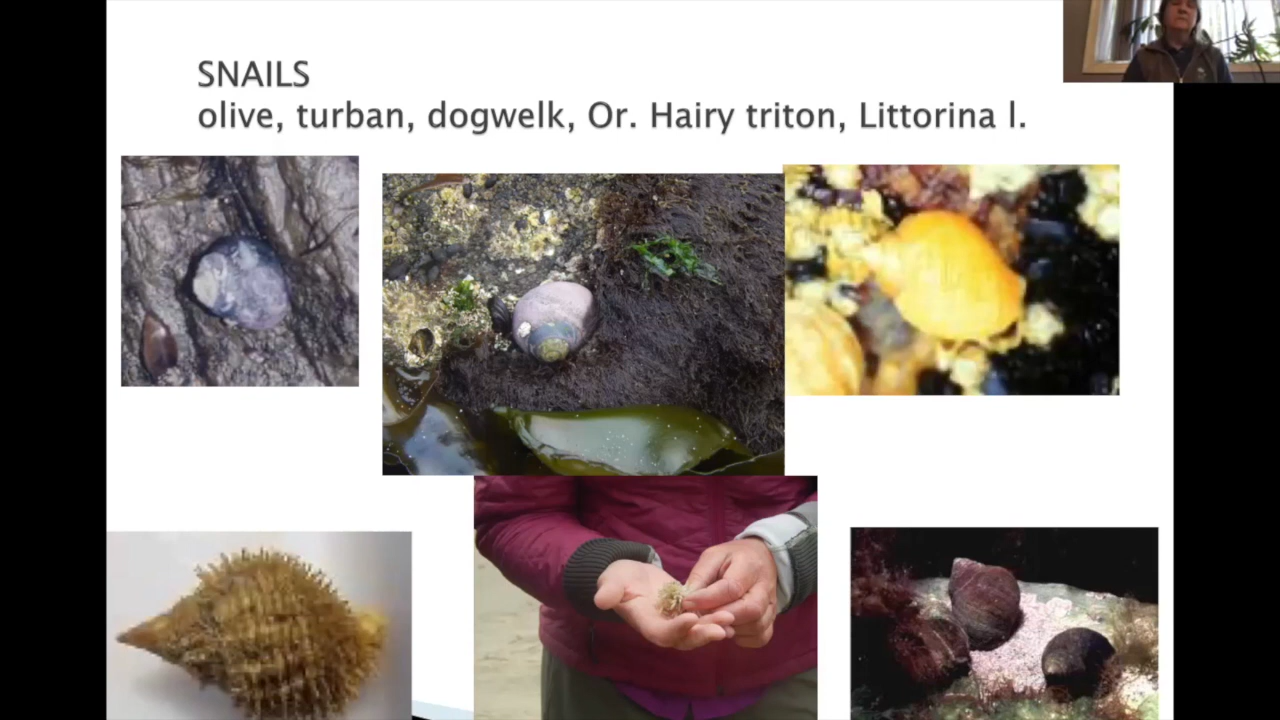 SNAILS
olive, turban, dogwelk, Or. Hairy triton, Littorina l.